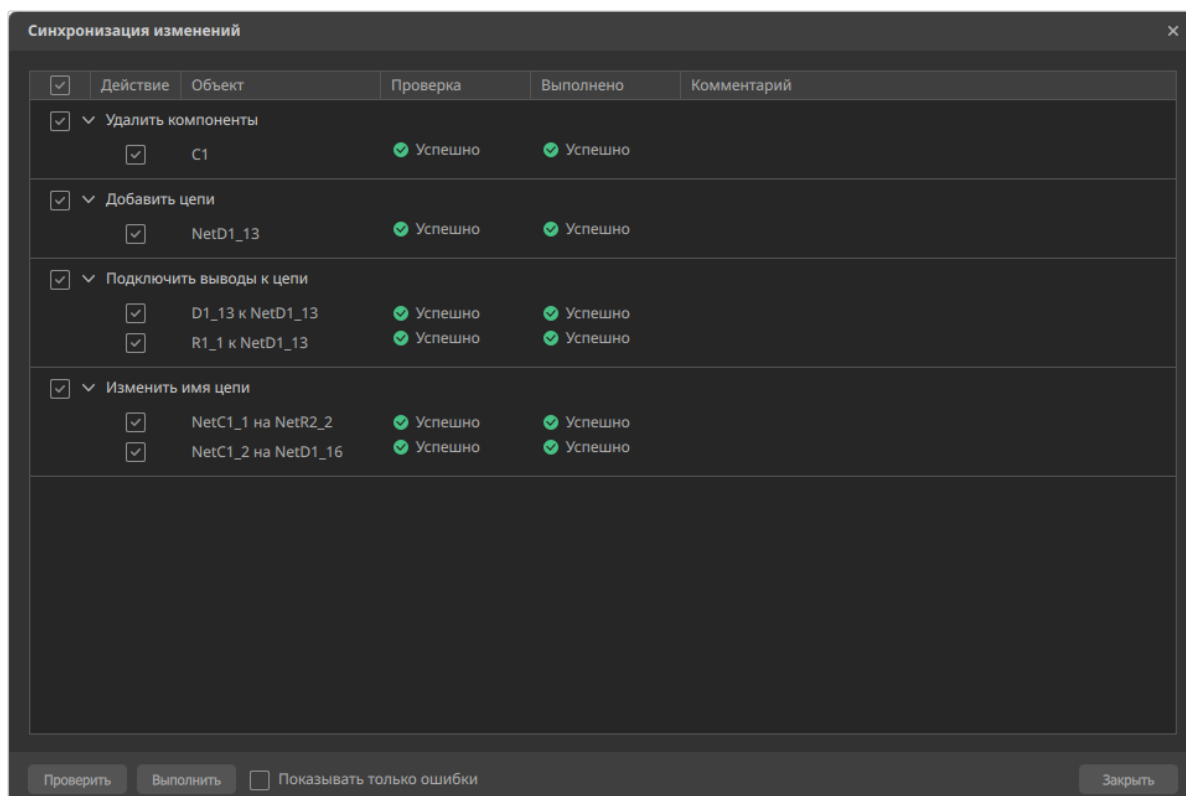 Синхронизация изменений
Действие Объект Проверка Выполнено Комментарий
Удалить компоненты
C1 Успешно Успешно
Добавить цепи
NetD1_13 Успешно Успешно
Подключить выводы к цепи
D1_13 к NetD1_13 Успешно Успешно
R1_1 к NetD1_13 Успешно Успешно
Изменить имя цепи
NetC1_1 на NetR2_2 Успешно Успешно
NetC1_2 на NetD1_16 Успешно Успешно
Проверить Выполнить Показывать только ошибки Закрыть